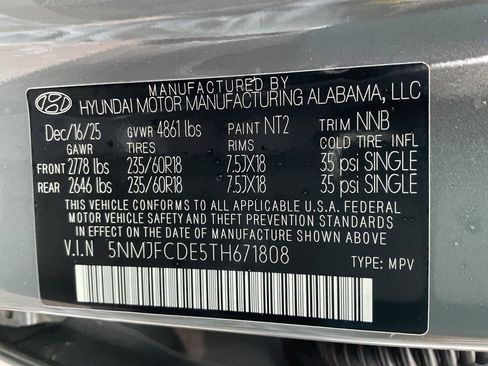 MANUFACTURED BY
HYUNDAI MOTOR MANUFACTURING ALABAMA, LLC
Dec/16/25 GVWR 4861 lbs PAINT NT2 TRIM NNB
GAWR TIRES RIMS COLD TIRE INFL
FRONT 2778 lbs 235/60R18 7.5JX18 35 psi SINGLE
REAR 2646 lbs 235/60R18 7.5JX18 35 psi SINGLE
THIS VEHICLE CONFORMS TO ALL APPLICABLE U.S.A. FEDERAL
MOTOR VEHICLE SAFETY AND THEFT PREVENTION STANDARDS
IN EFFECT ON THE DATE OF MANUFACTURE SHOWN ABOVE.
V.I.N 5NMJFCDE5TH671808
TYPE: MPV